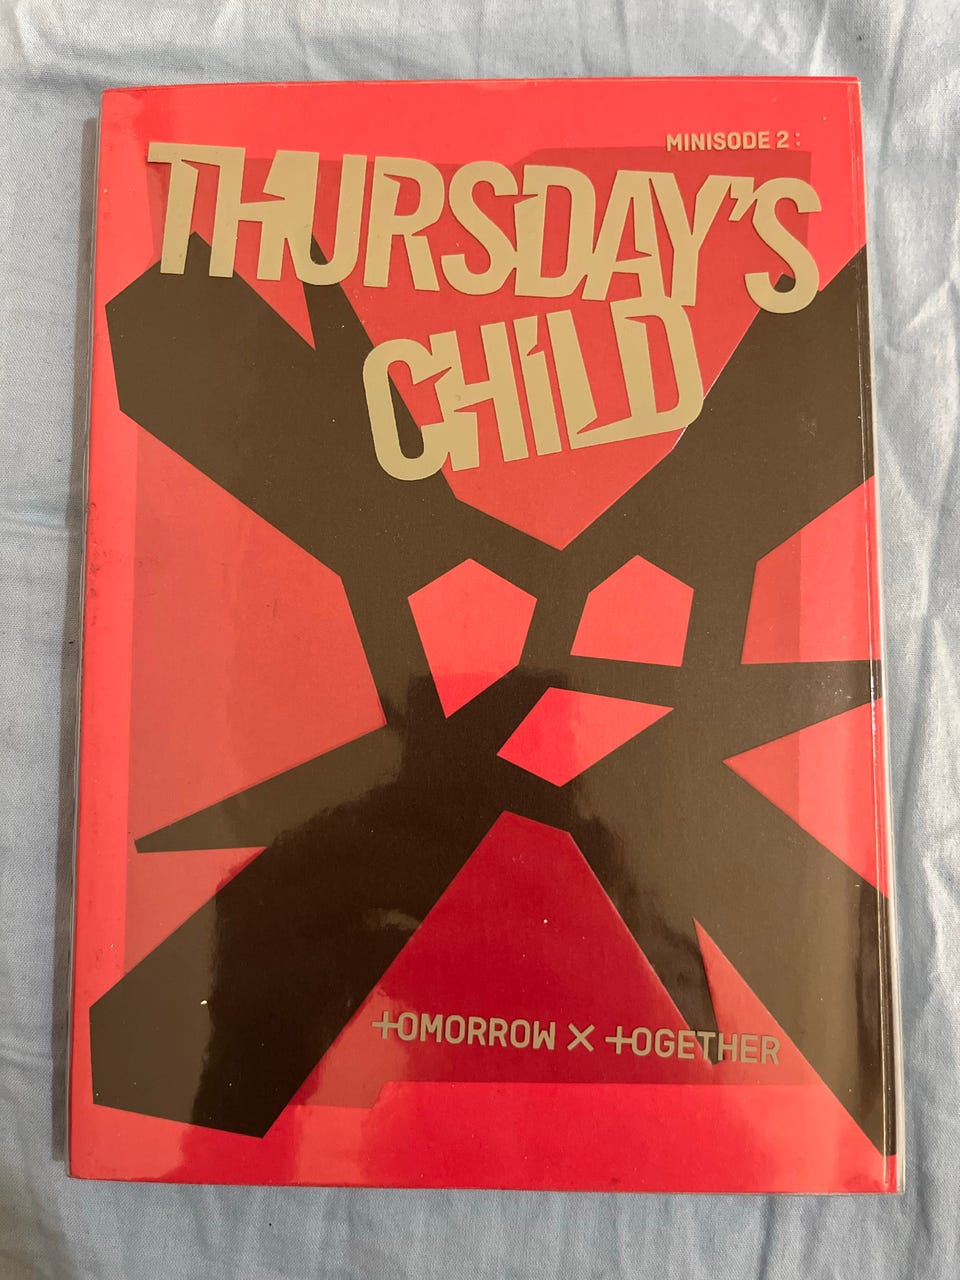 MINISODE 2 :
THURSDAY'S
CHiLD
tOMORROW × tOGETHER